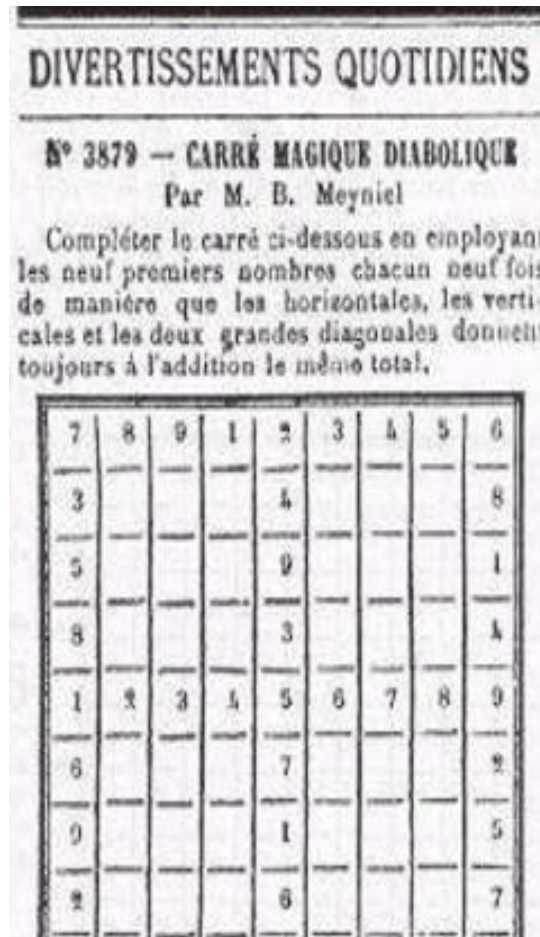 DIVERTISSEMENTS QUOTIDIENS
N° 3879 — CARRÉ MAGIQUE DIABOLIQUE
Par M. B. Meyniel
Compléter le carré ci-dessous en employant
les neuf premiers nombres chacun neuf fois
de manière que les horizontales, les verti-
cales et les deux grandes diagonales donnent
toujours à l'addition le même total.
7 8 9 1 2 3 4 5 6
3 4 8
5 9 1
8 3 4
1 2 3 4 5 6 7 8 9
6 7 2
9 1 5
2 6 7